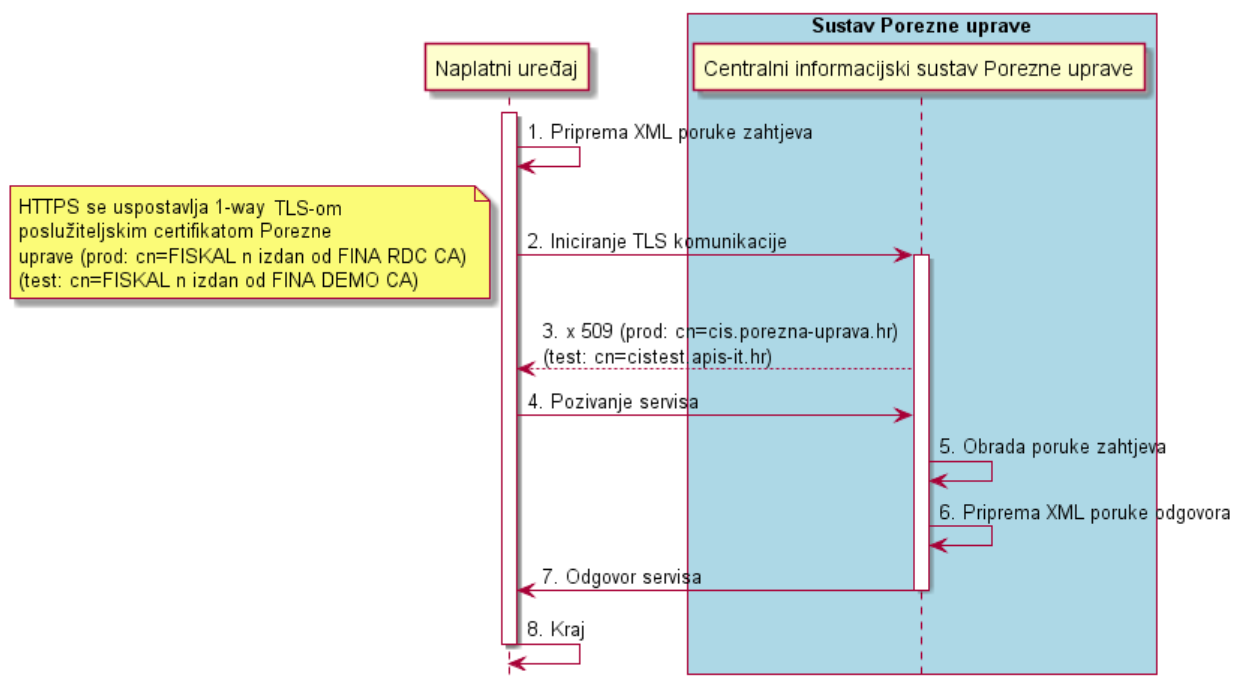 Sustav Porezne uprave
Naplatni uređaj
Centralni informacijski sustav Porezne uprave
1. Priprema XML poruke zahtjeva
HTTPS se uspostavlja 1-way TLS-om
poslužiteljskim certifikatom Porezne
uprave (prod: cn=FISKAL n izdan od FINA RDC CA)
(test: cn=FISKAL n izdan od FINA DEMO CA)
2. Iniciranje TLS komunikacije
3. x 509 (prod: cn=cis.porezna-uprava.hr)
(test: cn=cistest.apis-it.hr)
4. Pozivanje servisa
5. Obrada poruke zahtjeva
6. Priprema XML poruke odgovora
7. Odgovor servisa
8. Kraj